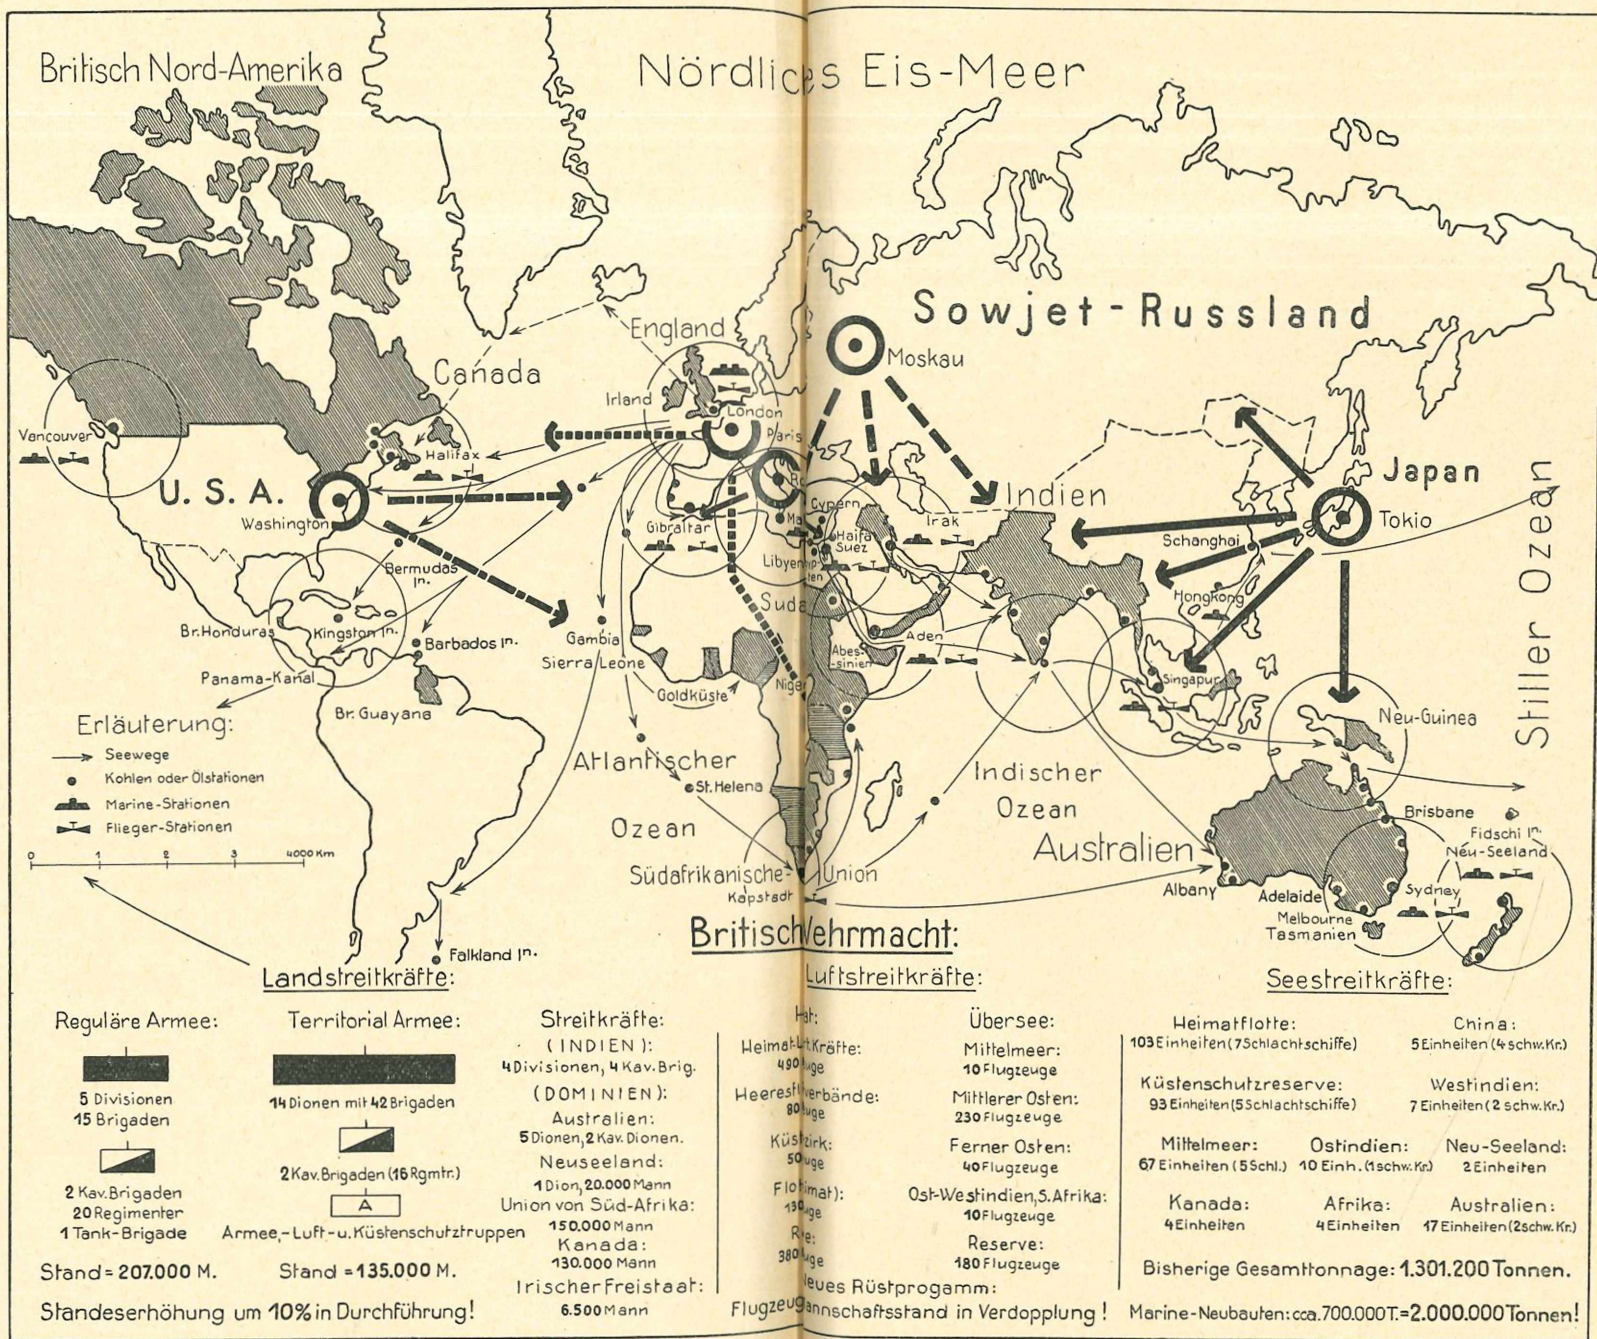 Britisch Nord-Amerika
Nördlices Eis-Meer
Sowjet-Russland
Moskau
England
Irland
London
Paris
Canada
Vancouver
Halifax
U. S. A.
Washington
Bermudas
In.
Br. Honduras
Kingston In.
Barbados In.
Panama-Kanal
Br. Guayana
Gibraltar
Cypern
Haifa
Suez
Irak
Libyen
Aden
Abes-
sinien
Gambia
Sierra Leone
Goldküste
Indien
Japan
Tokio
Schanghai
Hongkong
Singapur
Neu-Guinea
Stiller Ozean
Atlantischer
Ozean
St. Helena
Indischer
Ozean
Südafrikanische-Union
Kapstadt
Australien
Albany
Adelaide
Melbourne
Tasmanien
Sydney
Brisbane
Fidschi In.
Neu-Seeland
Falkland In.
Erläuterung:
Seewege
Kohlen oder Ölstationen
Marine-Stationen
Flieger-Stationen
0 1 2 3 4000 Km
Landstreitkräfte:
Reguläre Armee:
5 Divisionen
15 Brigaden
2 Kav. Brigaden
20 Regimenter
1 Tank-Brigade
Stand = 207.000 M.
Territorial Armee:
14 Dionen mit 42 Brigaden
2 Kav. Brigaden (16 Rgmtr.)
A
Armee,- Luft- u. Küstenschutztruppen
Stand = 135.000 M.
Standeserhöhung um 10% in Durchführung!
Streitkräfte:
(INDIEN):
4 Divisionen, 4 Kav. Brig.
(DOMINIEN):
Australien:
5 Dionen, 2 Kav. Dionen.
Neuseeland:
1 Dion, 20.000 Mann
Union von Süd-Afrika:
150.000 Mann
Kanada:
130.000 Mann
Irischer Freistaat:
6.500 Mann
Luftstreitkräfte:
Übersee:
Mittelmeer:
10 Flugzeuge
Mittlerer Osten:
230 Flugzeuge
Ferner Osten:
40 Flugzeuge
Ost-Westindien, S. Afrika:
10 Flugzeuge
Reserve:
180 Flugzeuge
Rüstprogamm:
in Verdopplung!
Seestreitkräfte:
Heimatflotte:
103 Einheiten (7 Schlachtschiffe)
China:
5 Einheiten (4 schw. Kr.)
Küstenschutzreserve:
93 Einheiten (5 Schlachtschiffe)
Westindien:
7 Einheiten (2 schw. Kr.)
Mittelmeer:
67 Einheiten (5 Schl.)
Ostindien:
10 Einh. (1 schw. Kr.)
Neu-Seeland:
2 Einheiten
Kanada:
4 Einheiten
Afrika:
4 Einheiten
Australien:
17 Einheiten (2 schw. Kr.)
Bisherige Gesamttonnage: 1.301.200 Tonnen.
Marine-Neubauten: cca. 700.000 T. = 2.000.000 Tonnen!